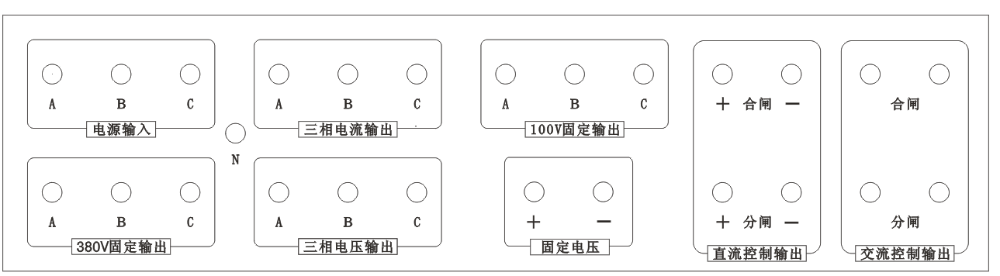 A B C
电源输入
A B C
三相电流输出
A B C
100V固定输出
+ 合闸 −
+ 分闸 −
直流控制输出
合闸
分闸
交流控制输出
N
A B C
380V固定输出
A B C
三相电压输出
+ −
固定电压